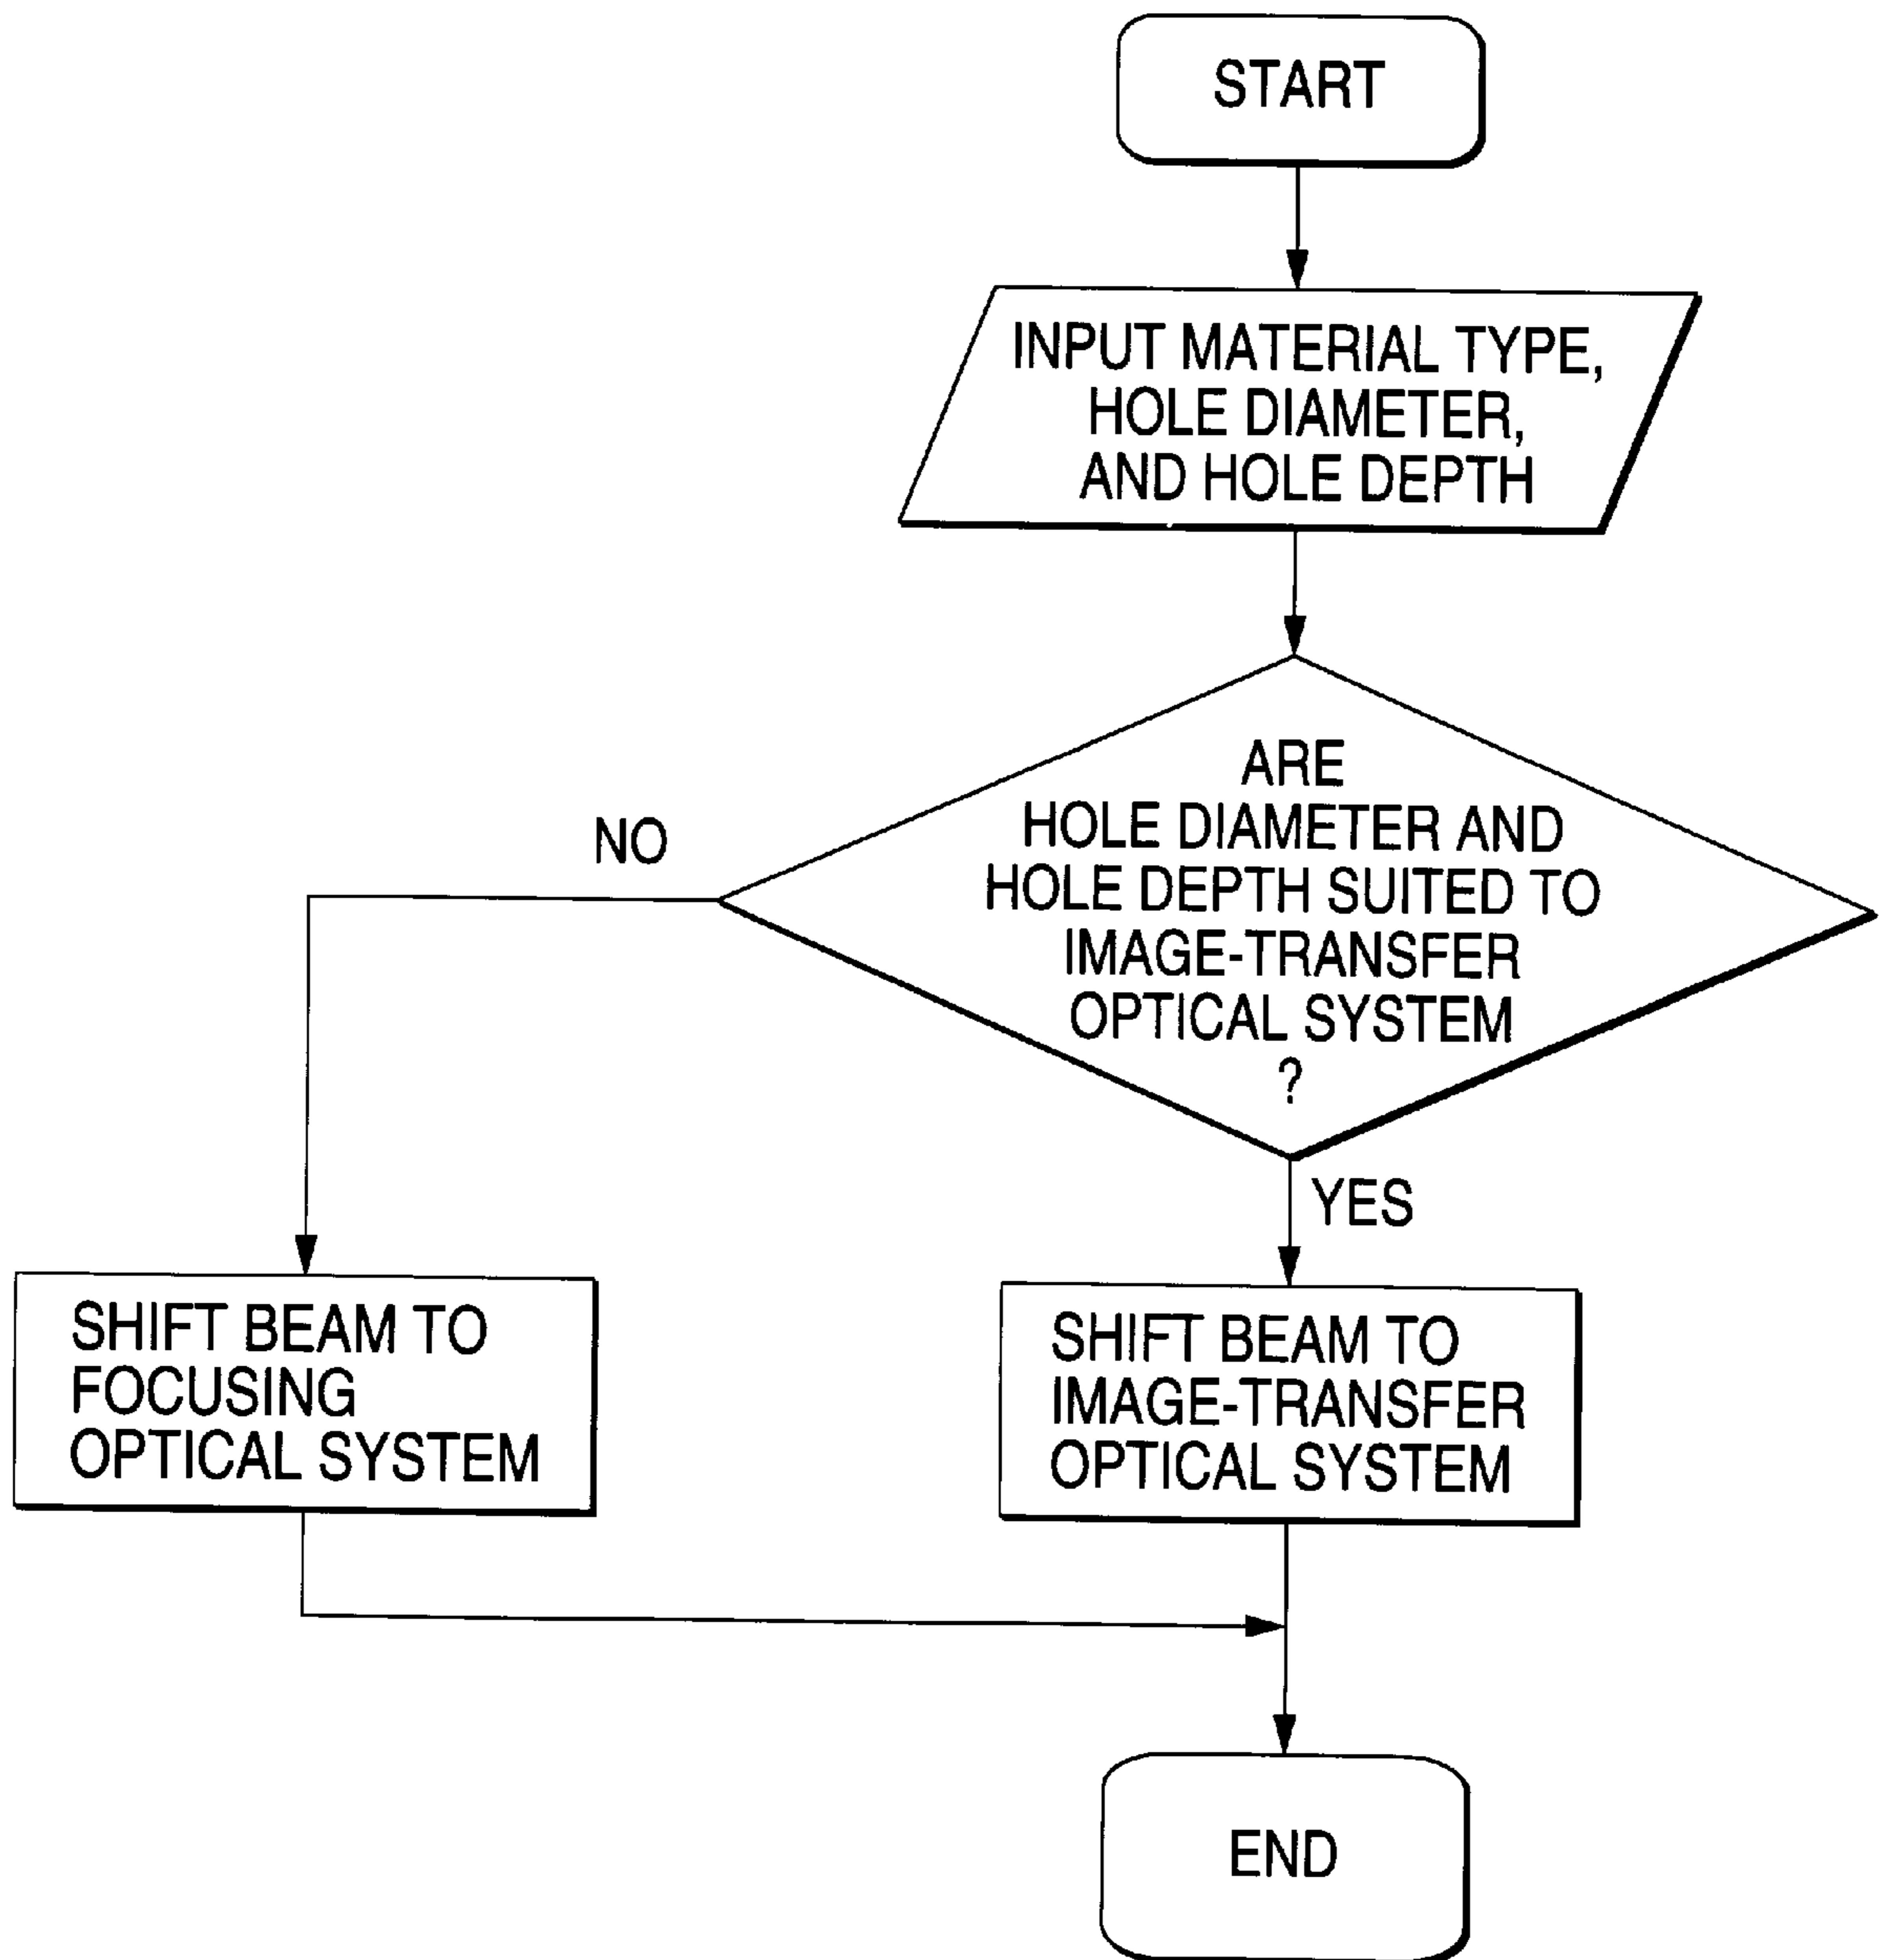 START
INPUT MATERIAL TYPE,
HOLE DIAMETER,
AND HOLE DEPTH
ARE
HOLE DIAMETER AND
HOLE DEPTH SUITED TO
IMAGE-TRANSFER
OPTICAL SYSTEM
?
NO
YES
SHIFT BEAM TO
FOCUSING
OPTICAL SYSTEM
SHIFT BEAM TO
IMAGE-TRANSFER
OPTICAL SYSTEM
END